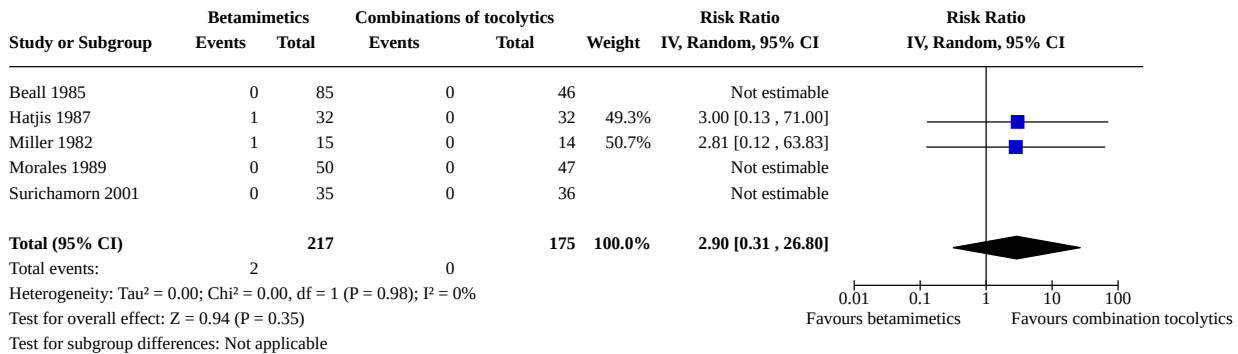 Betamimetics Combinations of tocolytics Risk Ratio Risk Ratio
Study or Subgroup Events Total Events Total Weight IV, Random, 95% CI IV, Random, 95% CI
Beall 1985 0 85 0 46 Not estimable
Hatjis 1987 1 32 0 32 49.3% 3.00 [0.13 , 71.00]
Miller 1982 1 15 0 14 50.7% 2.81 [0.12 , 63.83]
Morales 1989 0 50 0 47 Not estimable
Surichamorn 2001 0 35 0 36 Not estimable
Total (95% CI) 217 175 100.0% 2.90 [0.31 , 26.80]
Total events: 2 0
Heterogeneity: Tau² = 0.00; Chi² = 0.00, df = 1 (P = 0.98); I² = 0%
0.01 0.1 1 10 100
Test for overall effect: Z = 0.94 (P = 0.35) Favours betamimetics Favours combination tocolytics
Test for subgroup differences: Not applicable